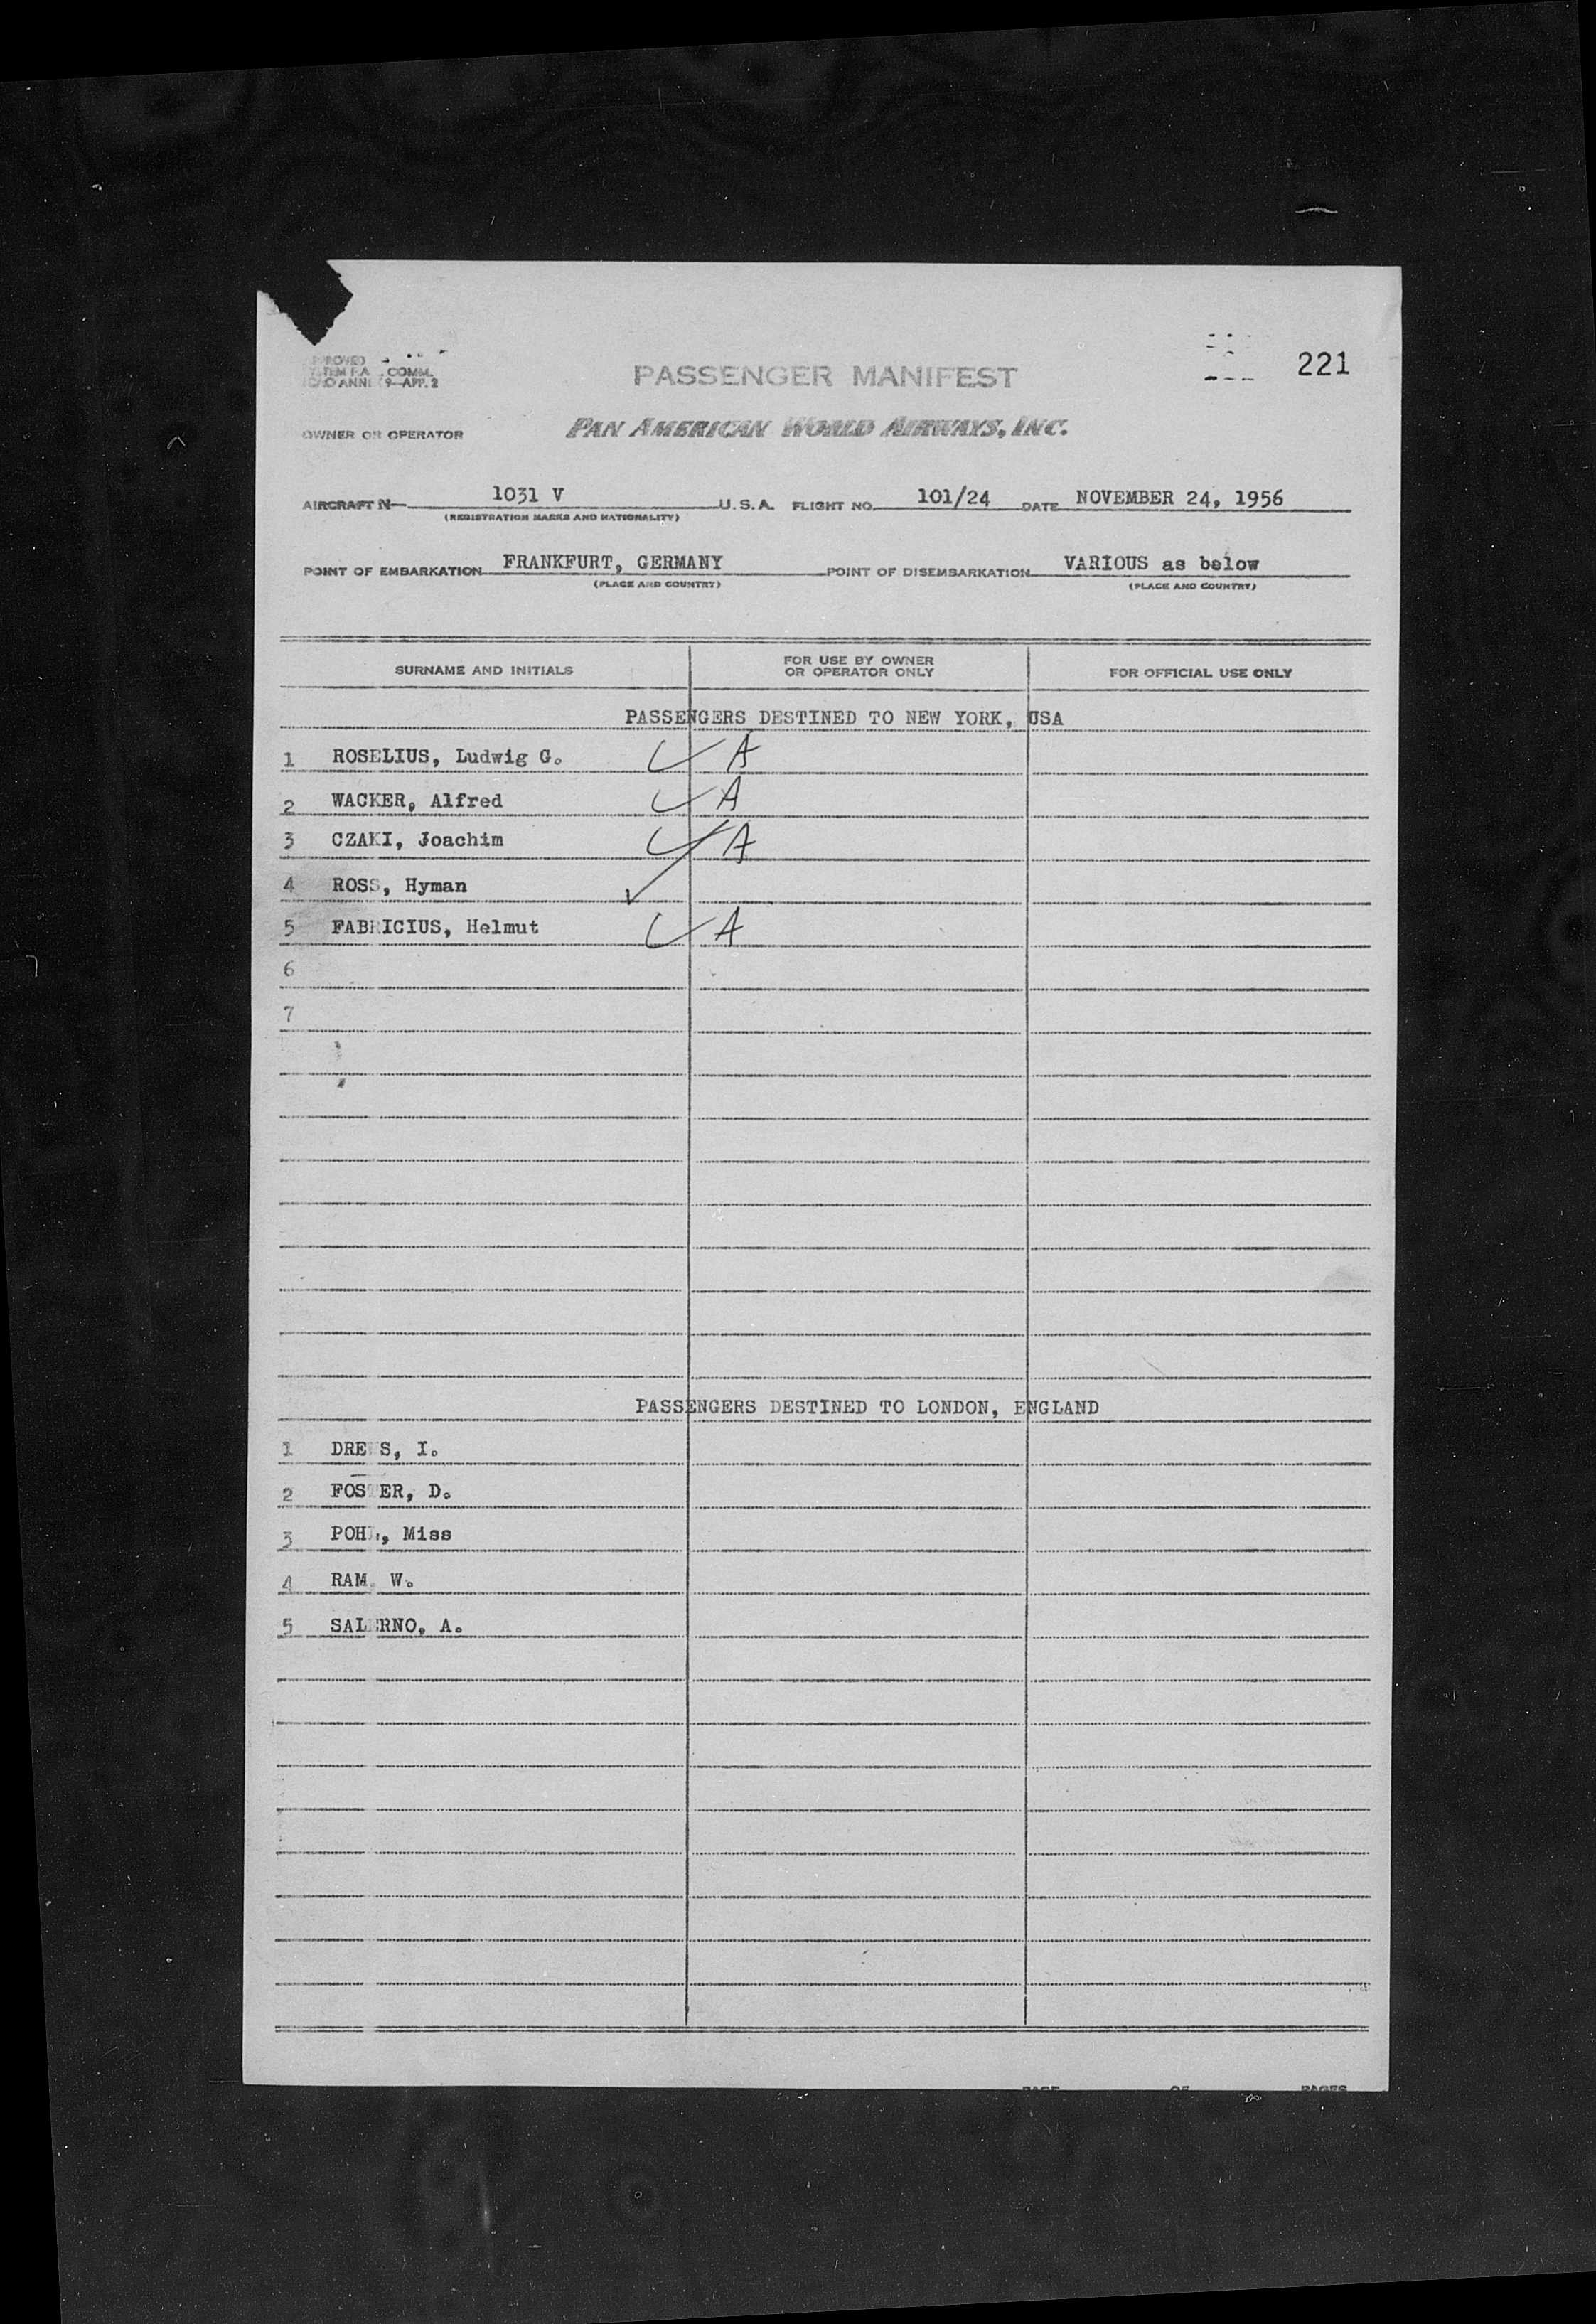 221
PASSENGER MANIFEST
OWNER OR OPERATOR PAN AMERICAN WORLD AIRWAYS, INC.
AIRCRAFT N 1031 V U.S.A. FLIGHT NO. 101/24 DATE NOVEMBER 24, 1956
(REGISTRATION MARKS AND NATIONALITY)
POINT OF EMBARKATION FRANKFURT, GERMANY POINT OF DISEMBARKATION VARIOUS as below
(PLACE AND COUNTRY) (PLACE AND COUNTRY)
SURNAME AND INITIALS FOR USE BY OWNER OR OPERATOR ONLY FOR OFFICIAL USE ONLY
PASSENGERS DESTINED TO NEW YORK, USA
1 ROSELIUS, Ludwig G. ✓ A
2 WACKER, Alfred ✓ A
3 CZAKI, Joachim ✓ A
4 ROSS, Hyman ✓
5 FABRICIUS, Helmut ✓ A
6
7
PASSENGERS DESTINED TO LONDON, ENGLAND
1 I.
2 FOSTER, D.
3 POHL, Miss
4 RAM W.
5 SALERNO, A.